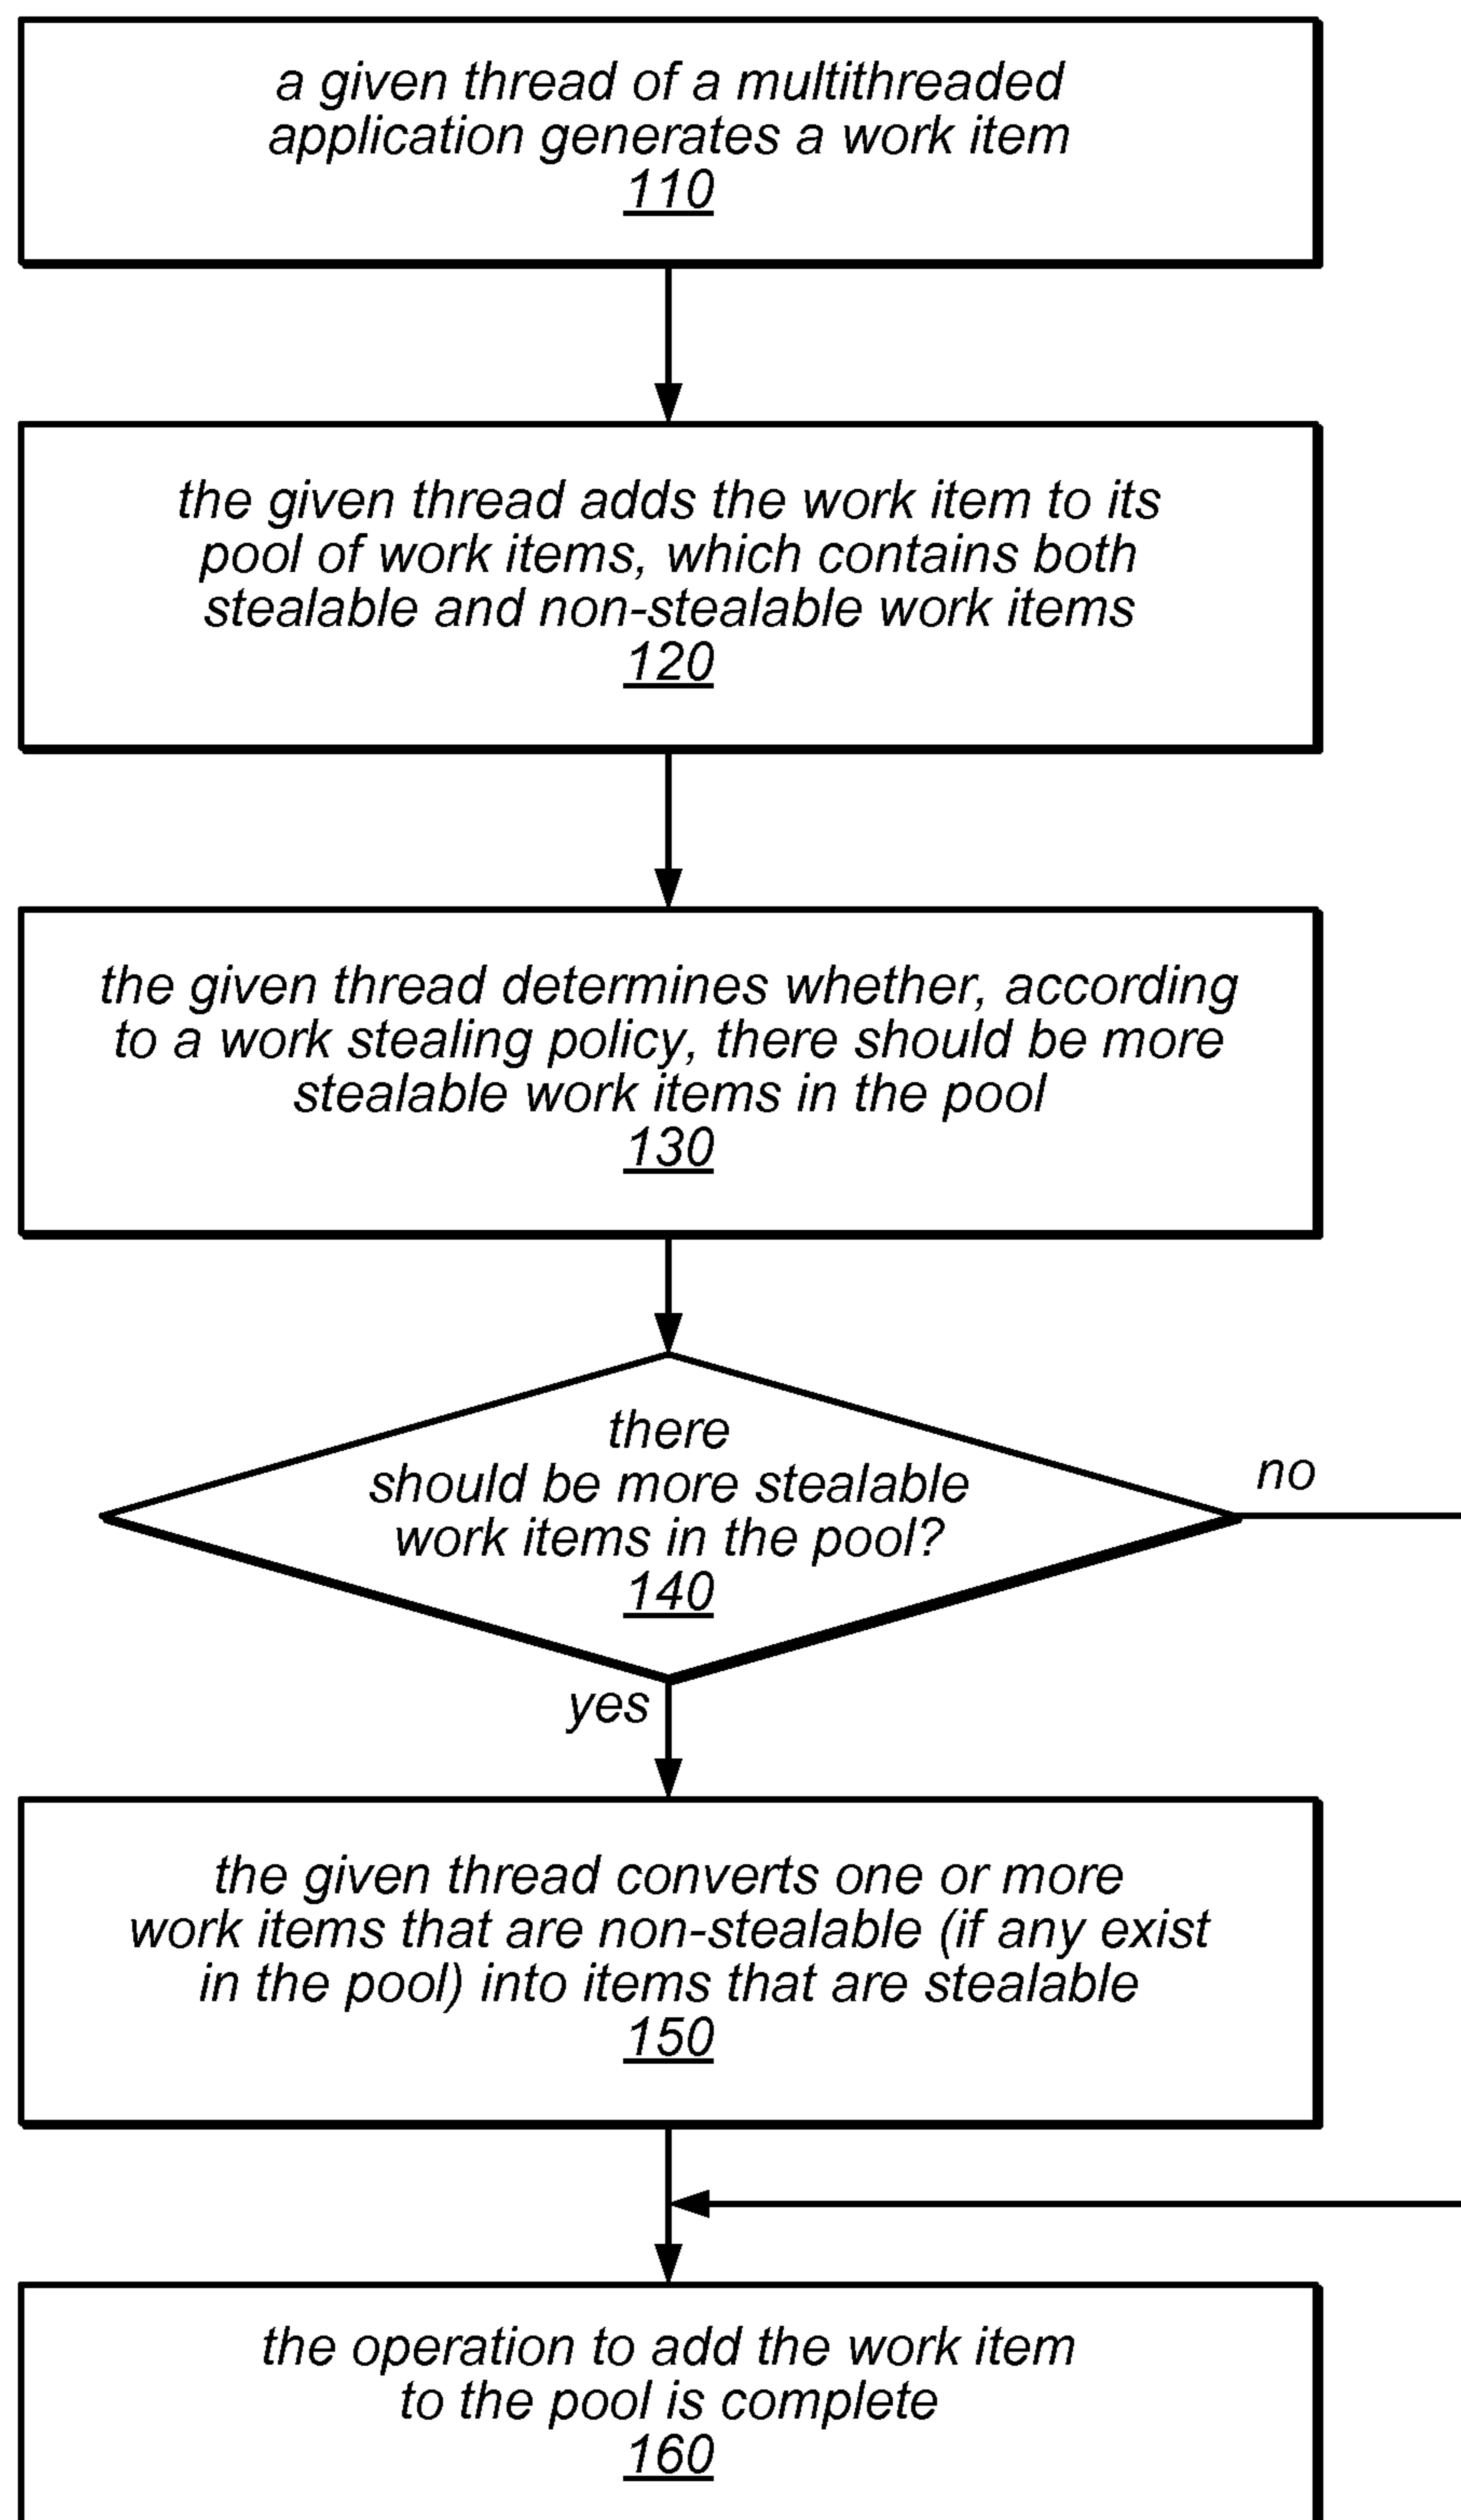 a given thread of a multithreaded
application generates a work item
110
the given thread adds the work item to its
pool of work items, which contains both
stealable and non-stealable work items
120
the given thread determines whether, according
to a work stealing policy, there should be more
stealable work items in the pool
130
there
should be more stealable
work items in the pool?
140
no
yes
the given thread converts one or more
work items that are non-stealable (if any exist
in the pool) into items that are stealable
150
the operation to add the work item
to the pool is complete
160